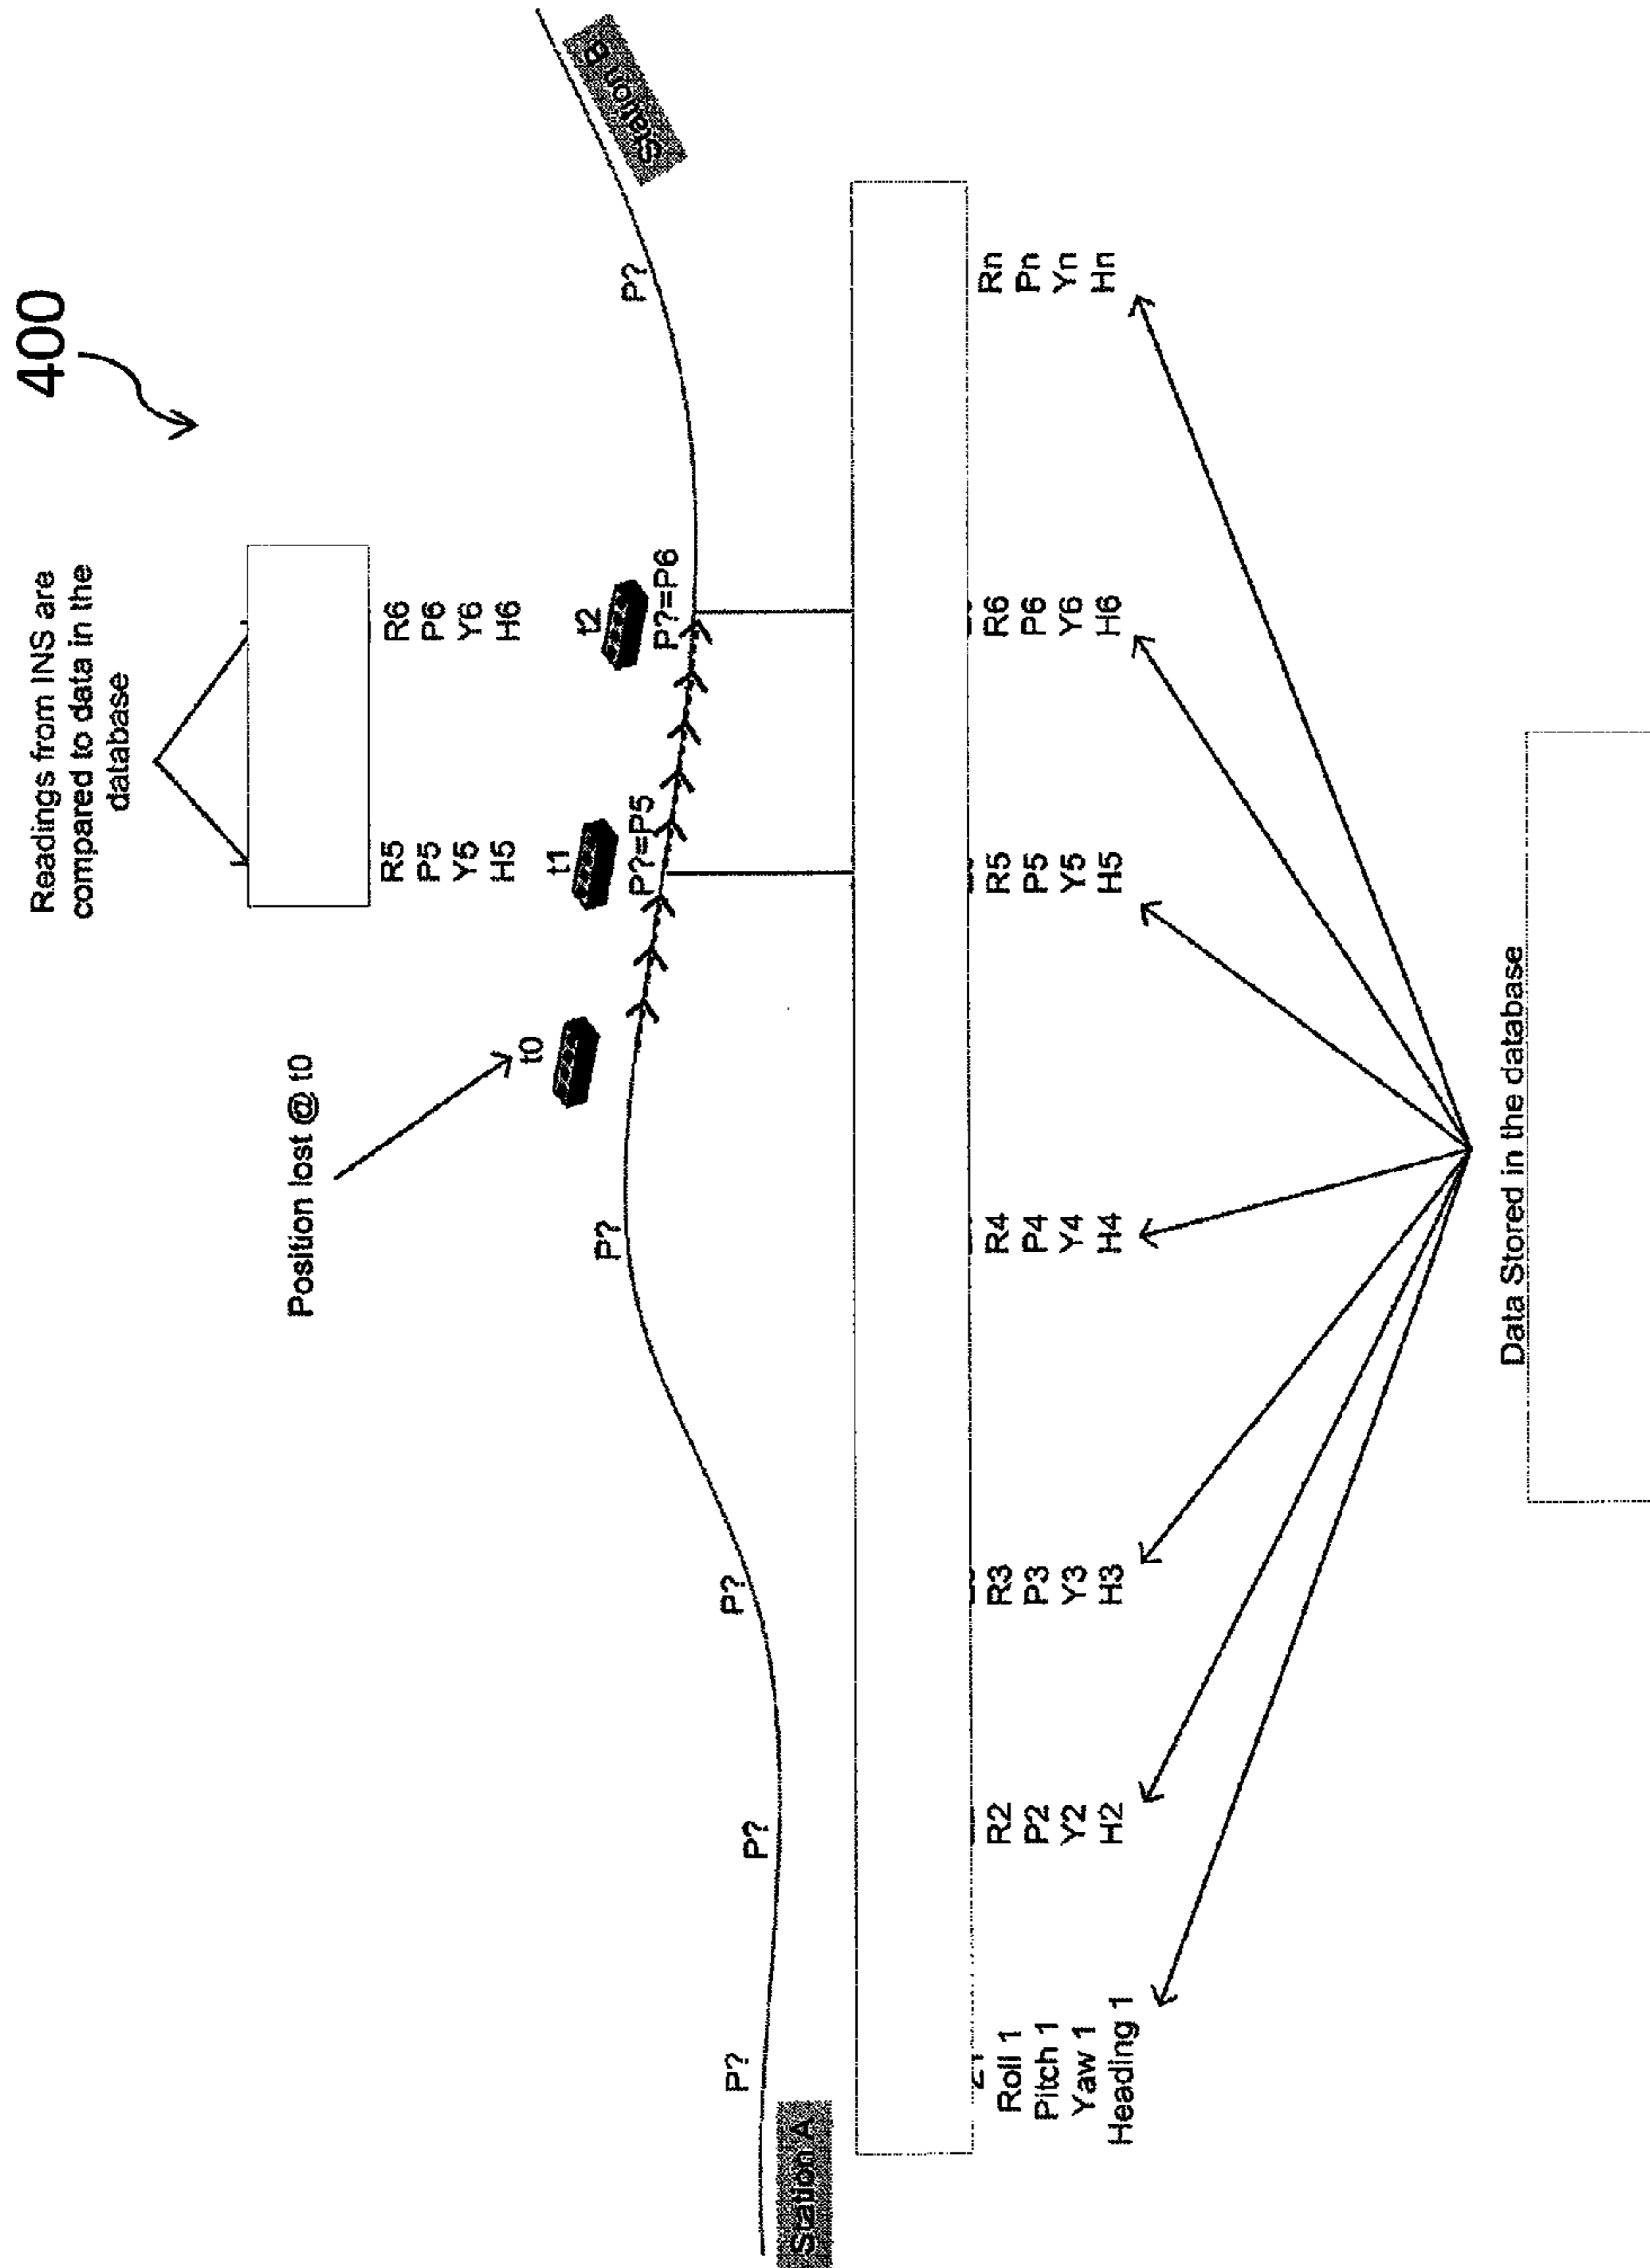 400
Readings from INS are
compared to data in the
database
R5
P5
Y5
H5
R6
P6
Y6
H6
Position lost @ t0
t0
t1
t2
P?
P?
P?
P?
P?=P5
P?=P6
P?
Station A
Station B
Roll 1
Pitch 1
Yaw 1
Heading 1
R2
P2
Y2
H2
R3
P3
Y3
H3
R4
P4
Y4
H4
R5
P5
Y5
H5
R6
P6
Y6
H6
Rn
Pn
Yn
Hn
Data Stored in the database